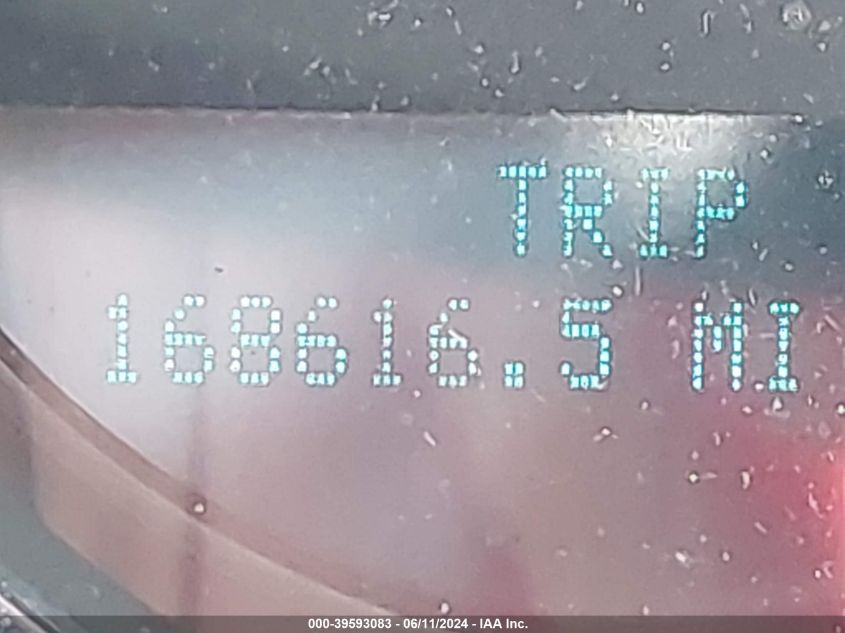 TRIP
168616.5 MI
000-39593083 - 06/11/2024 - IAA Inc.